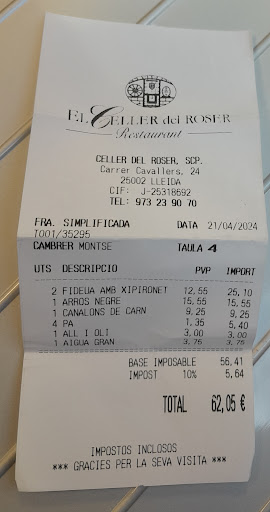 EL CELLER del ROSER
Restaurant
CELLER DEL ROSER, SCP.
Carrer Cavallers, 24
25002 LLEIDA
CIF: J-25318692
TEL: 973 23 90 70
FRA. SIMPLIFICADA DATA 21/04/2024
T001/35295
CAMBRER MONTSE TAULA 4
UTS DESCRIPCIO PVP IMPORT
2 FIDEUA AMB XIPIRONET 12,55 25,10
1 ARROS NEGRE 15,55 15,55
1 CANALONS DE CARN 9,25 9,25
4 PA 1,35 5,40
1 ALL I OLI 3,00 3,00
1 AIGUA GRAN 3,75 3,75
BASE IMPOSABLE 56,41
IMPOST 10% 5,64
TOTAL 62,05 €
IMPOSTOS INCLOSOS
*** GRACIES PER LA SEVA VISITA ***